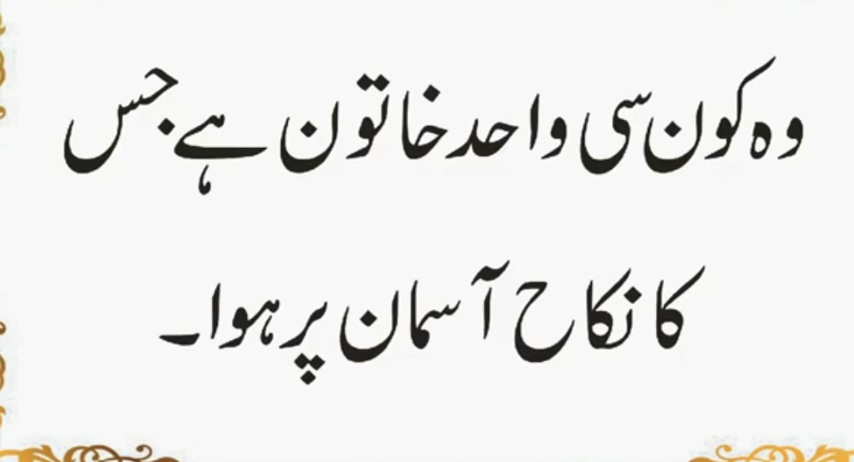 وہ کون سی واحد خاتون ہے جس
کا نکاح آسمان پر ہوا۔